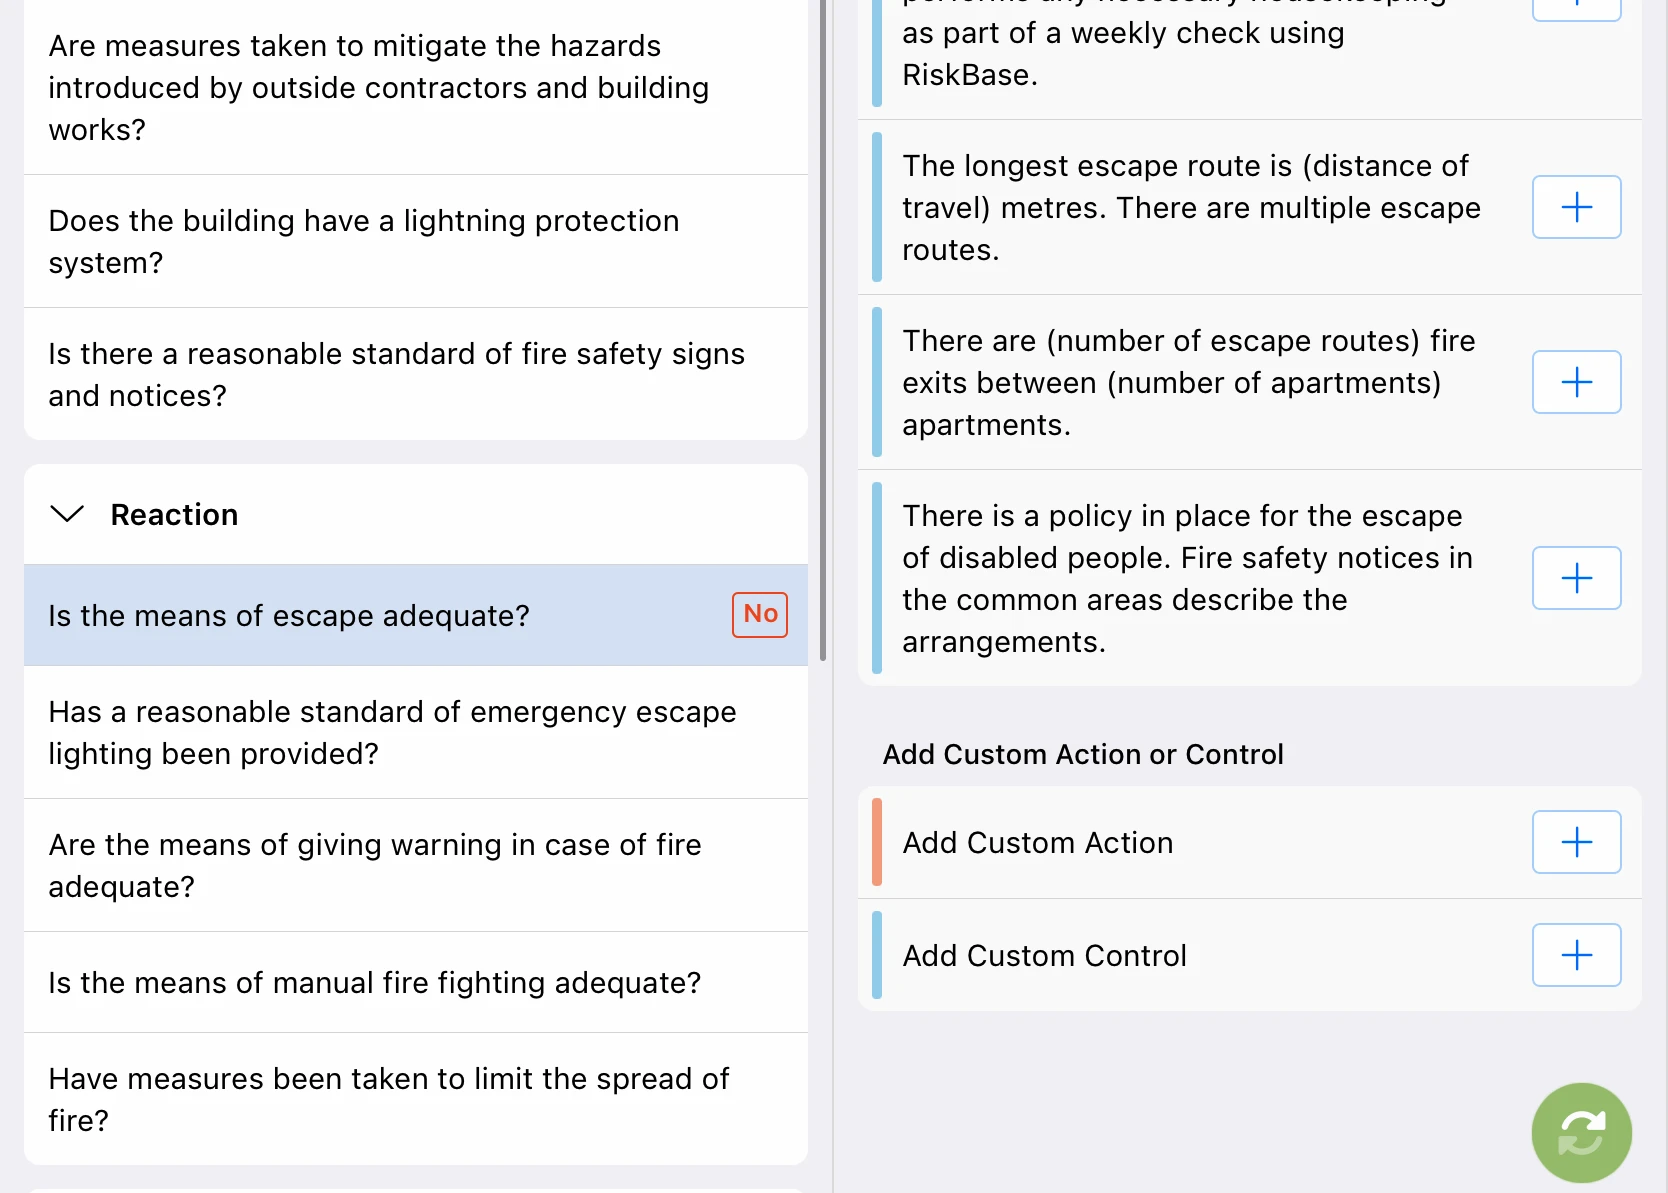 Are measures taken to mitigate the hazards
introduced by outside contractors and building
works?
Does the building have a lightning protection
system?
Is there a reasonable standard of fire safety signs
and notices?
Reaction
Is the means of escape adequate?
No
Has a reasonable standard of emergency escape
lighting been provided?
Are the means of giving warning in case of fire
adequate?
Is the means of manual fire fighting adequate?
Have measures been taken to limit the spread of
fire?
performs any necessary housekeeping
as part of a weekly check using
RiskBase.
The longest escape route is (distance of
travel) metres. There are multiple escape
routes.
There are (number of escape routes) fire
exits between (number of apartments)
apartments.
There is a policy in place for the escape
of disabled people. Fire safety notices in
the common areas describe the
arrangements.
Add Custom Action or Control
Add Custom Action
Add Custom Control